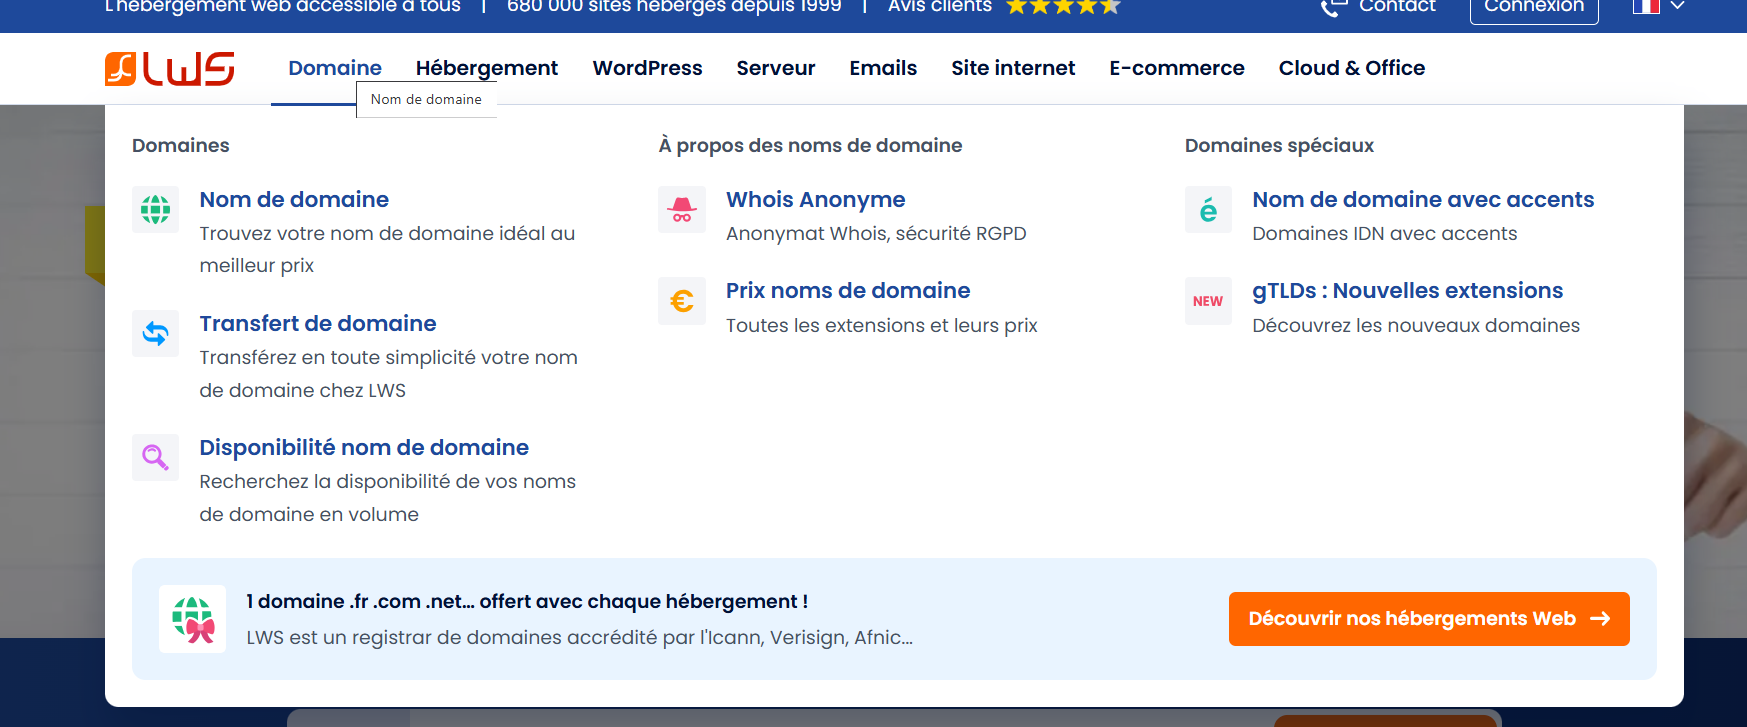 L'hébergement web accessible à tous | 680 000 sites hébergés depuis 1999 | Avis clients
Contact
Connexion
LWS
Domaine
Hébergement
WordPress
Serveur
Emails
Site internet
E-commerce
Cloud & Office
Nom de domaine
Domaines
Nom de domaine
Trouvez votre nom de domaine idéal au
meilleur prix
Transfert de domaine
Transférez en toute simplicité votre nom
de domaine chez LWS
Disponibilité nom de domaine
Recherchez la disponibilité de vos noms
de domaine en volume
À propos des noms de domaine
Whois Anonyme
Anonymat Whois, sécurité RGPD
€
Prix noms de domaine
Toutes les extensions et leurs prix
Domaines spéciaux
é
Nom de domaine avec accents
Domaines IDN avec accents
NEW
gTLDs : Nouvelles extensions
Découvrez les nouveaux domaines
1 domaine .fr .com .net... offert avec chaque hébergement !
LWS est un registrar de domaines accrédité par l'Icann, Verisign, Afnic...
Découvrir nos hébergements Web →